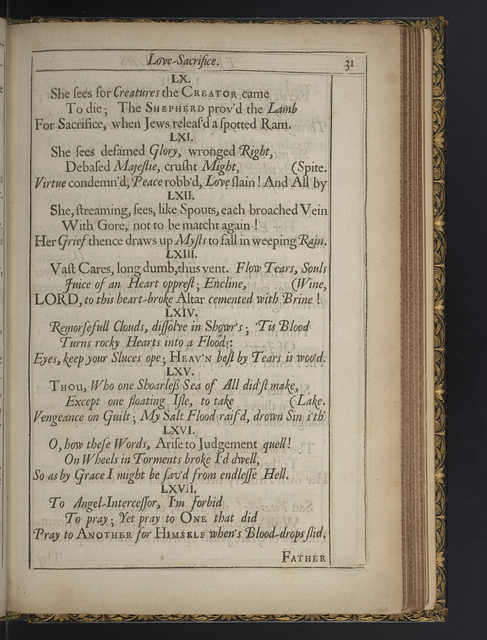 Love-Sacrifice. 31
LX.
She ſees for Creatures the CREATOR came
To die; The SHEPHERD prov'd the Lamb
For Sacrifice, when Jews releas'd a ſpotted Ram.
LXI.
She ſees defamed Glory, wronged Right,
Debaſed Majeſtie, cruſht Might, (Spite.
Virtue condemn'd, Peace robb'd, Love ſlain! And All by
LXII.
She, ſtreaming, ſees, like Spouts, each broached Vein
With Gore, not to be matcht again!
Her Grief thence draws up Myſts to fall in weeping Rain.
LXIII.
Vaſt Cares, long dumb, thus vent. Flow Tears, Souls
Juice of an Heart oppreſt; Encline, (Wine,
LORD, to this heart-broke Altar cemented with Brine!
LXIV.
Remorſefull Clouds, diſſolve in Show'rs; 'Tis Blood
Turns rocky Hearts into a Flood:
Eyes, keep your Sluces ope; HEAV'N beſt by Tears is woo'd.
LXV.
THOU, Who one Shoarleſs Sea of All didſt make,
Except one floating Iſle, to take (Lake.
Vengeance on Guilt; My Salt Flood raiſ'd, drown Sin i'th'
LXVI.
O, how theſe Words, Ariſe to Judgement quell!
On Wheels in Torments broke I'd dwell,
So as by Grace I might be ſav'd from endleſſe Hell.
LXVII.
To Angel-Interceſſor, I'm forbid
To pray; Yet pray to ONE that did
Pray to ANOTHER for HIMSELF when's Blood-drops ſlid.
FATHER